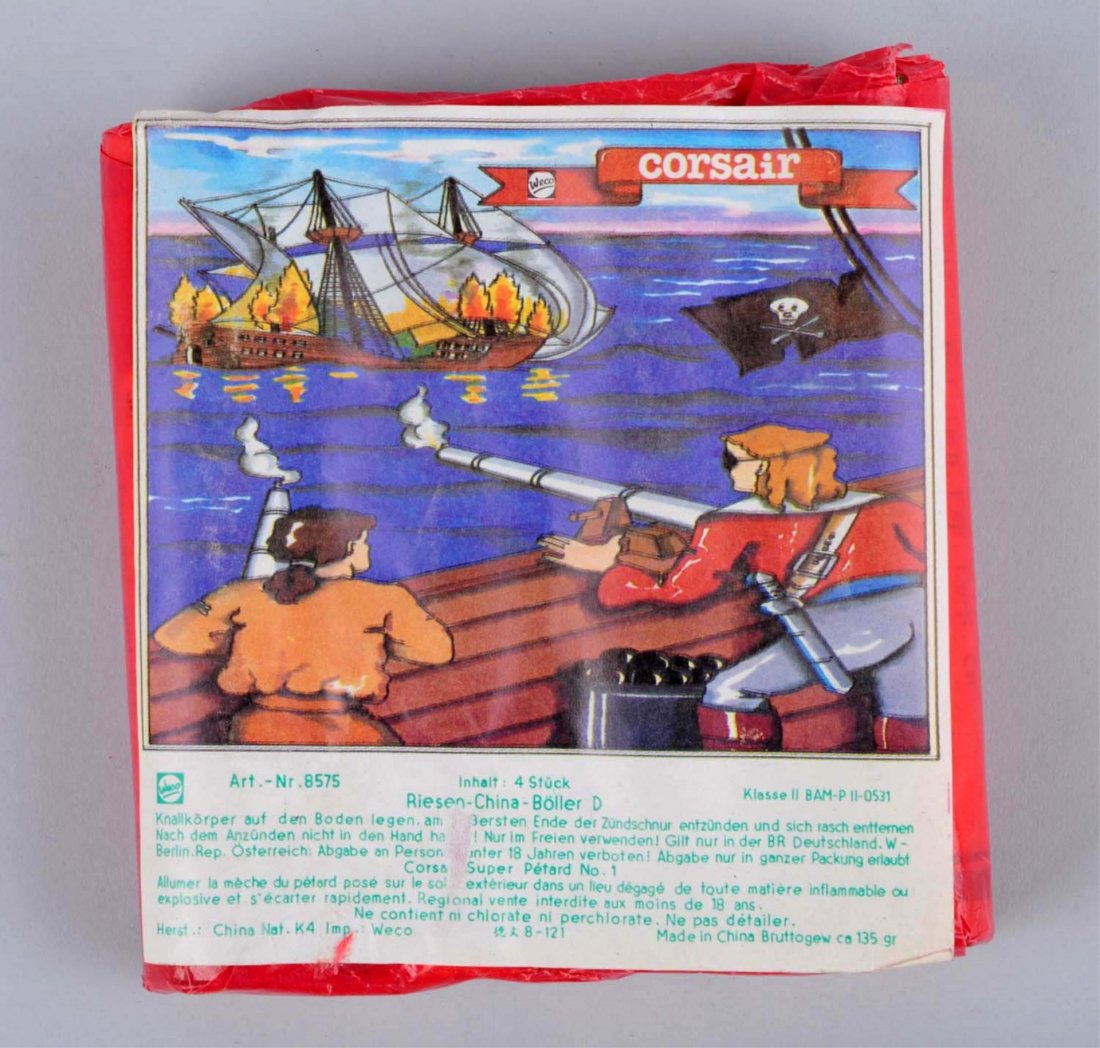 Weco
corsair
Weco
Art.-Nr. 8575
Inhalt: 4 Stück
Riesen-China-Böller D
Klasse II BAM-P II-0531
Knallkörper auf den Boden legen, am ersten Ende der Zündschnur entzünden und sich rasch entfernen
Nach dem Anzünden nicht in den Hand ! Nur im Freien verwenden! Gilt nur in der BR Deutschland. W-
Berlin.Rep. Österreich: Abgabe an Person 18 Jahren verboten! Abgabe nur in ganzer Packung erlaubt
Super Pétard No. 1
Allumer la mèche du pétard posé sur le extérieur dans un lieu dégagé de toute matière inflammable ou
explosive et s'écarter rapidement. Regional vente interdite aux moins de 18 ans.
Ne contient ni chlorate ni perchlorate. Ne pas détailer.
Herst.: China Nat. K4 Imp.: Weco
8-121
Made in China Bruttogew ca 135 gr